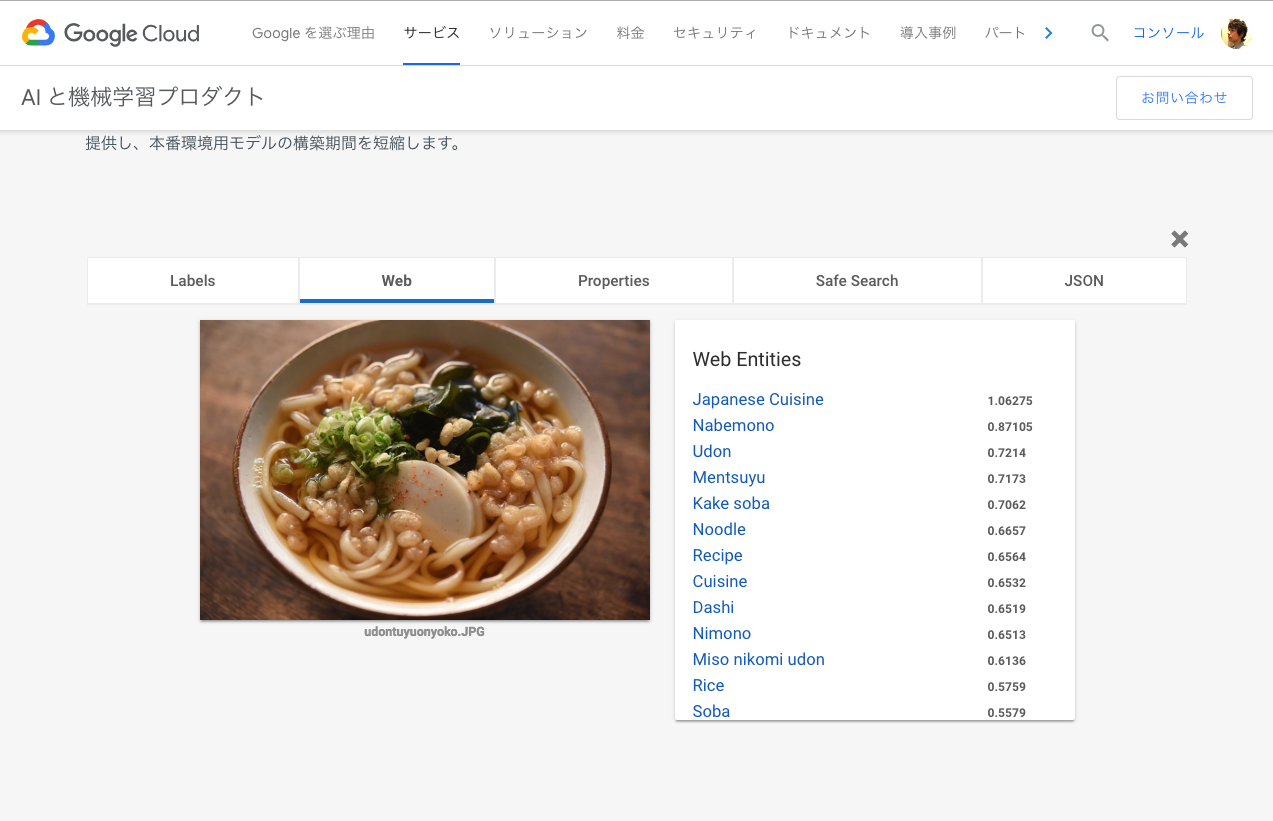 Google Cloud
Google を選ぶ理由 サービス ソリューション 料金 セキュリティ ドキュメント 導入事例 パート コンソール
AI と機械学習プロダクト お問い合わせ
提供し、本番環境用モデルの構築期間を短縮します。
Labels Web Properties Safe Search JSON
Web Entities
Japanese Cuisine 1.06275
Nabemono 0.87105
Udon 0.7214
Mentsuyu 0.7173
Kake soba 0.7062
Noodle 0.6657
Recipe 0.6564
Cuisine 0.6532
Dashi 0.6519
Nimono 0.6513
Miso nikomi udon 0.6136
Rice 0.5759
Soba 0.5579
udontuyuonyoko.JPG